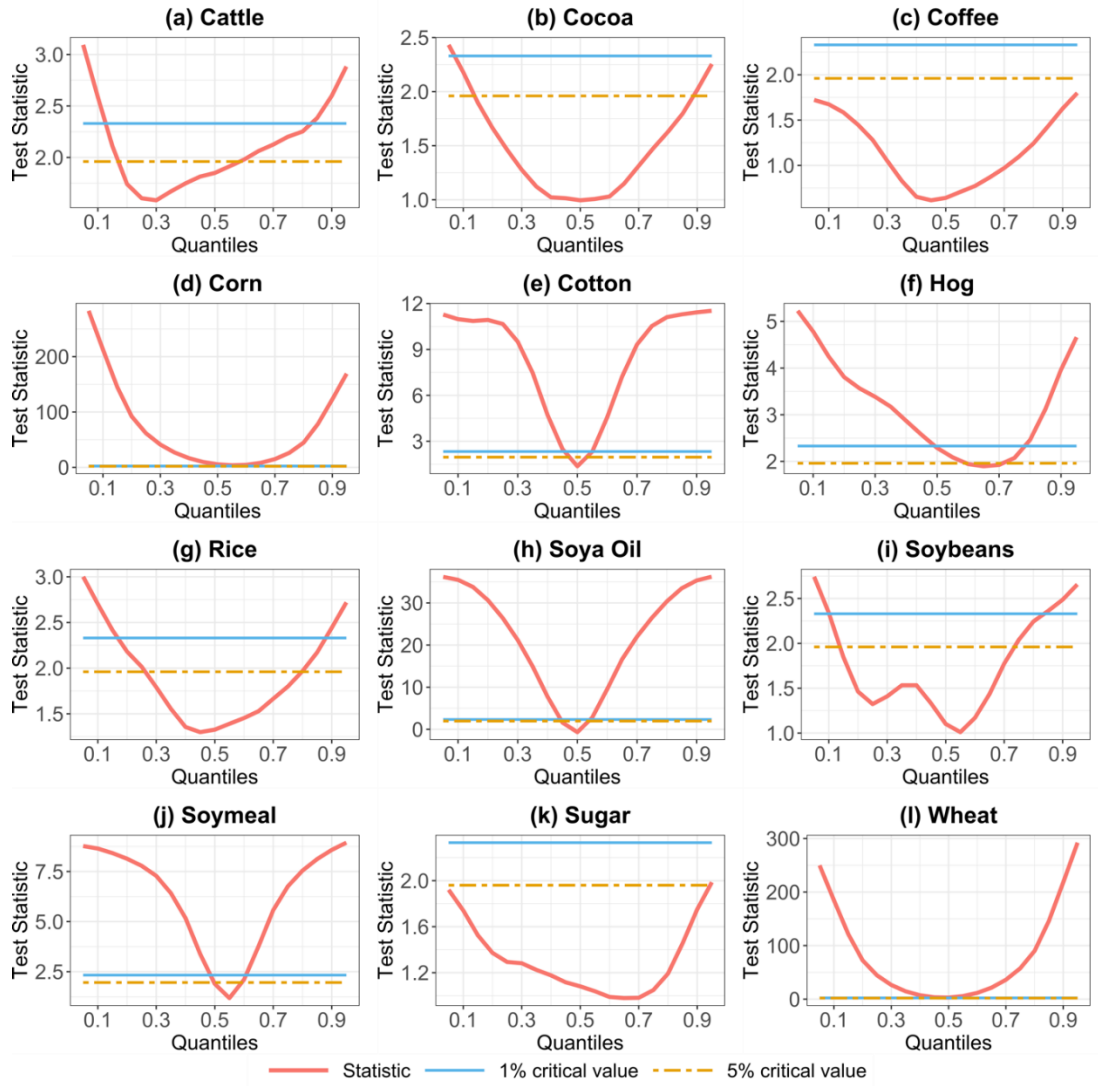 (a) Cattle
(b) Cocoa
(c) Coffee
Test Statistic
3.0
2.5
2.0
0.1 0.3 0.5 0.7 0.9
Quantiles
Test Statistic
2.5
2.0
1.5
1.0
0.1 0.3 0.5 0.7 0.9
Quantiles
Test Statistic
2.0
1.5
1.0
0.1 0.3 0.5 0.7 0.9
Quantiles
(d) Corn
(e) Cotton
(f) Hog
Test Statistic
200
100
0
0.1 0.3 0.5 0.7 0.9
Quantiles
Test Statistic
12
9
6
3
0.1 0.3 0.5 0.7 0.9
Quantiles
Test Statistic
5
4
3
2
0.1 0.3 0.5 0.7 0.9
Quantiles
(g) Rice
(h) Soya Oil
(i) Soybeans
Test Statistic
3.0
2.5
2.0
1.5
0.1 0.3 0.5 0.7 0.9
Quantiles
Test Statistic
30
20
10
0
0.1 0.3 0.5 0.7 0.9
Quantiles
Test Statistic
2.5
2.0
1.5
1.0
0.1 0.3 0.5 0.7 0.9
Quantiles
(j) Soymeal
(k) Sugar
(l) Wheat
Test Statistic
7.5
5.0
2.5
0.1 0.3 0.5 0.7 0.9
Quantiles
Test Statistic
2.0
1.6
1.2
0.1 0.3 0.5 0.7 0.9
Quantiles
Test Statistic
300
200
100
0
0.1 0.3 0.5 0.7 0.9
Quantiles
Statistic 1% critical value 5% critical value